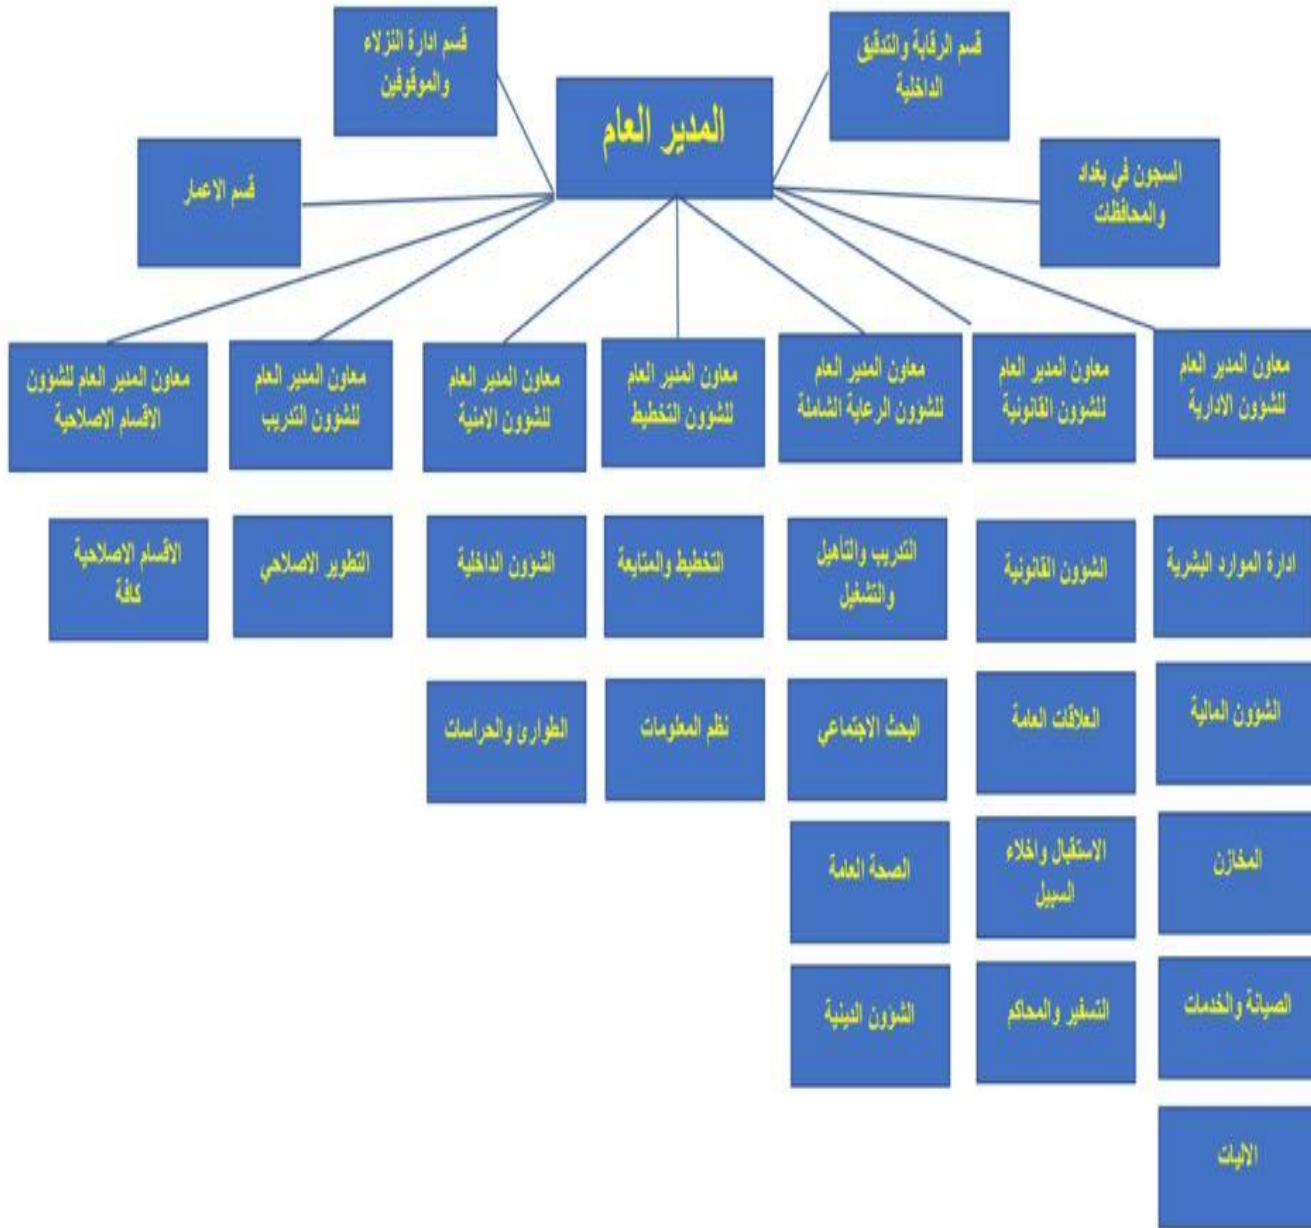 قسم الرقابة والتدقيق
الداخلية
قسم ادارة النزلاء
والموقوفين
المدير العام
السجون في بغداد
والمحافظات
قسم الاعمار
معاون المدير العام
للشؤون الادارية
معاون المدير العام
للشؤون القانونية
معاون المدير العام
للشؤون الرعاية الشاملة
معاون المدير العام
للشؤون التخطيط
معاون المدير العام
للشؤون الامنية
معاون المدير العام
للشؤون التدريب
معاون المدير العام للشؤون
الاقسام الاصلاحية
ادارة الموارد البشرية
الشؤون القانونية
التدريب والتأهيل
والتشغيل
التخطيط والمتابعة
الشؤون الداخلية
التطوير الاصلاحي
الاقسام الاصلاحية
كافة
الشؤون المالية
العلاقات العامة
البحث الاجتماعي
نظم المعلومات
الطوارئ والحراسات
المخازن
الاستقبال واخلاء
السبيل
الصحة العامة
الصيانة والخدمات
التسفير والمحاكم
الشؤون الدينية
الاليات